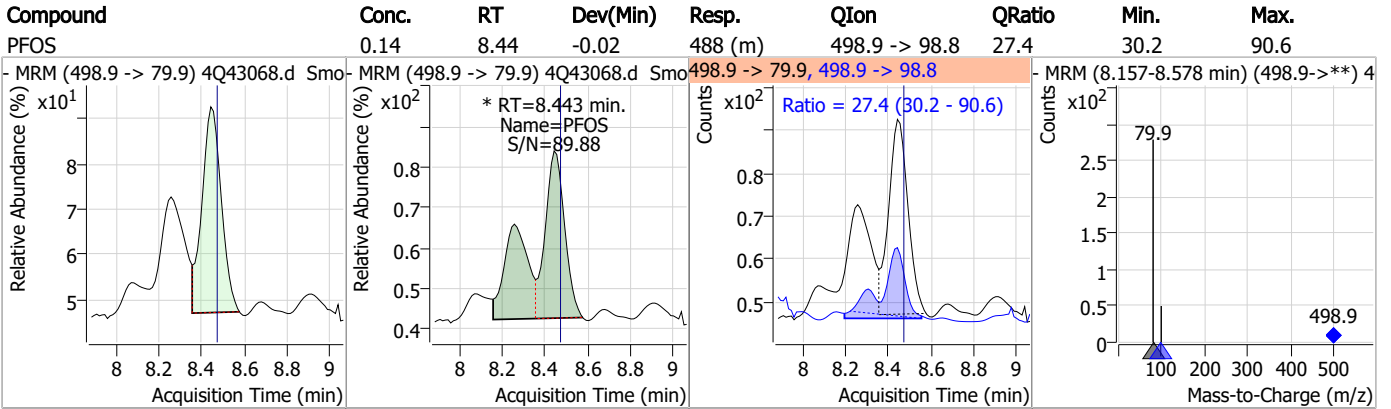 Compound Conc. RT Dev(Min) Resp. QIon QRatio Min. Max.
PFOS 0.14 8.44 -0.02 488 (m) 498.9 -> 98.8 27.4 30.2 90.6
- MRM (498.9 -> 79.9) 4Q43068.d Smo
x10¹
Relative Abundance (%)
8
7
6
5
8 8.2 8.4 8.6 8.8 9
Acquisition Time (min)
- MRM (498.9 -> 79.9) 4Q43068.d Smo
x10²
* RT=8.443 min.
Name=PFOS
S/N=89.88
Relative Abundance (%)
0.8
0.7
0.6
0.5
0.4
8 8.2 8.4 8.6 8.8 9
Acquisition Time (min)
498.9 -> 79.9, 498.9 -> 98.8
x10²
Ratio = 27.4 (30.2 - 90.6)
Counts
0.8
0.7
0.6
0.5
8 8.2 8.4 8.6 8.8 9
Acquisition Time (min)
- MRM (8.157-8.578 min) (498.9->**) 4
x10²
Counts
79.9
2.5
2
1.5
1
0.5
0
498.9
100 200 300 400 500
Mass-to-Charge (m/z)